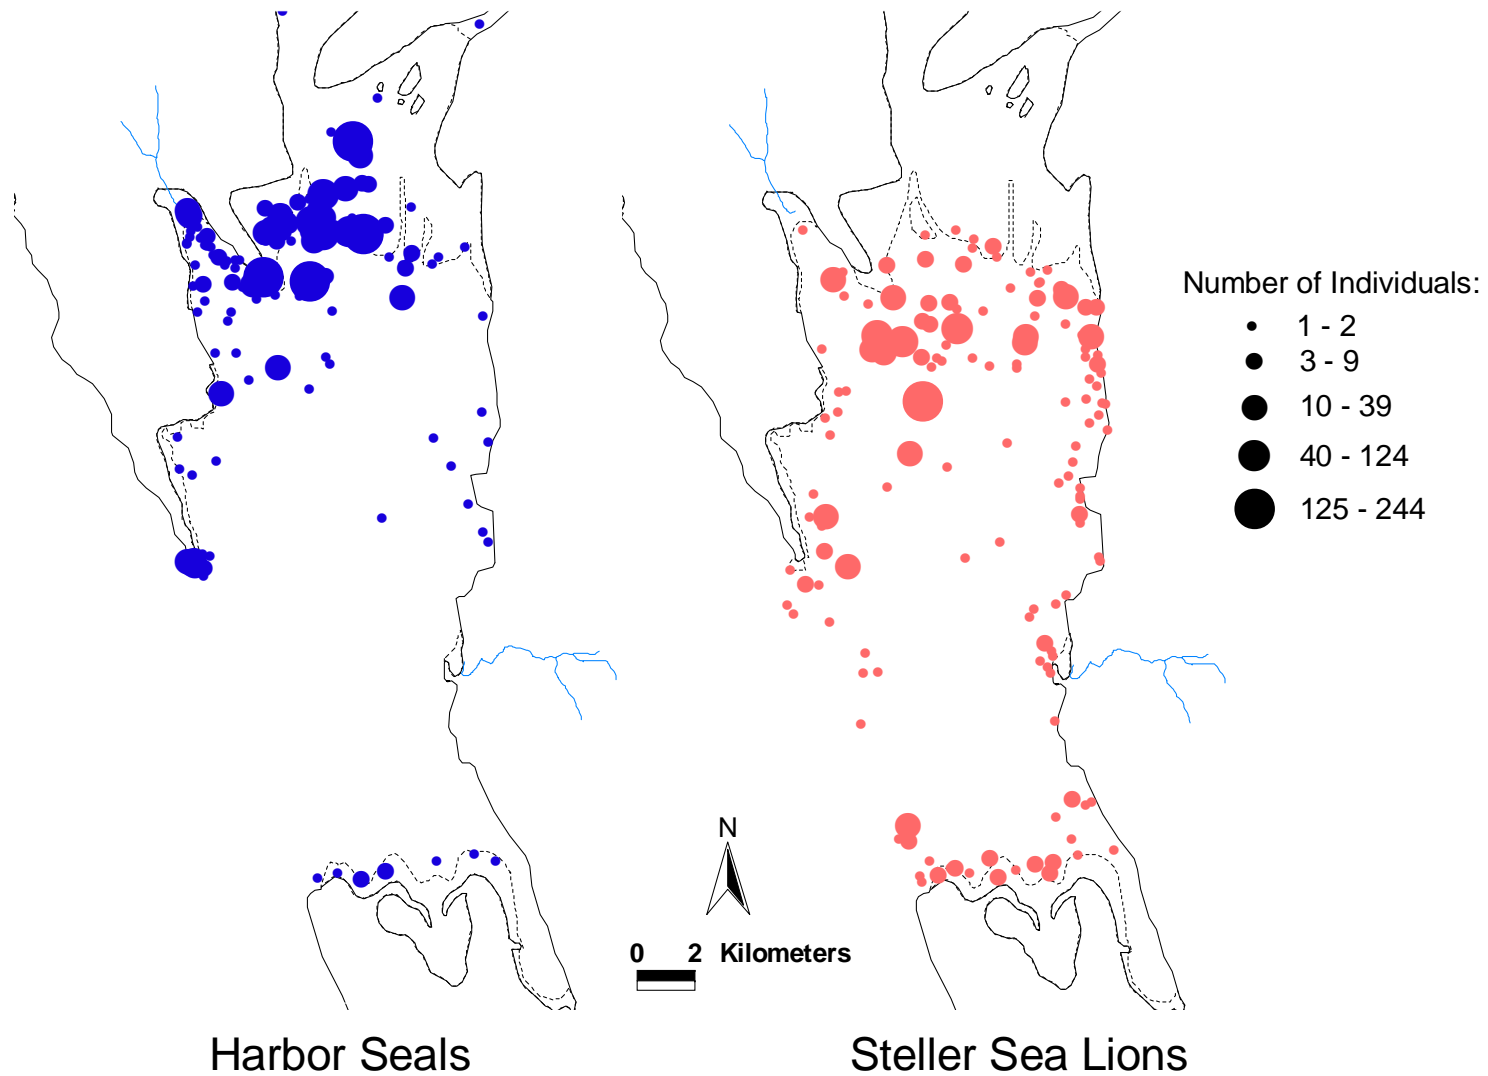 Number of Individuals:
1 - 2
3 - 9
10 - 39
40 - 124
125 - 244
N
0 2 Kilometers
Harbor Seals
Steller Sea Lions